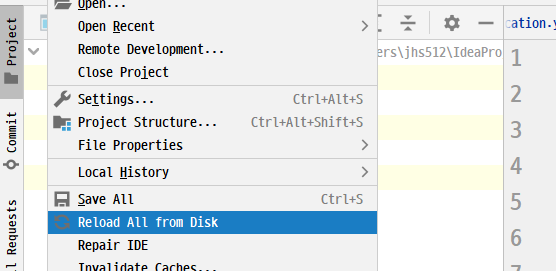 Open...
Open Recent
Remote Development...
Close Project
Settings... Ctrl+Alt+S
Project Structure... Ctrl+Alt+Shift+S
File Properties
Local History
Save All Ctrl+S
Reload All from Disk
Repair IDE
Invalidate Caches...
Project
Commit
ll Requests
ers\jhs512\IdeaPro
cation.y
1
2
3
4
5
6